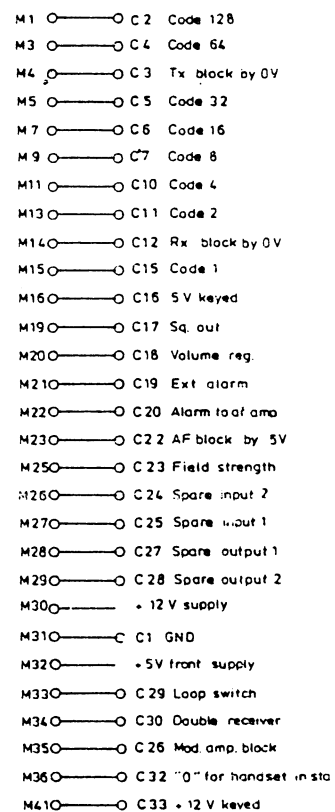 M1 C2 Code 128
M3 C4 Code 64
M4 C3 Tx block by 0V
M5 C5 Code 32
M7 C6 Code 16
M9 C7 Code 8
M11 C10 Code 4
M13 C11 Code 2
M14 C12 Rx block by 0V
M15 C15 Code 1
M16 C16 5V keyed
M19 C17 Sq. out
M20 C18 Volume reg.
M21 C19 Ext alarm
M22 C20 Alarm to af amp
M23 C22 AF block by 5V
M25 C23 Field strength
M26 C24 Spare input 2
M27 C25 Spare input 1
M28 C27 Spare output 1
M29 C28 Spare output 2
M30 + 12V supply
M31 C1 GND
M32 +5V front supply
M33 C29 Loop switch
M34 C30 Double receiver
M35 C26 Mod. amp. block
M36 C32 "0" for handset in
M41 C33 + 12V keyed